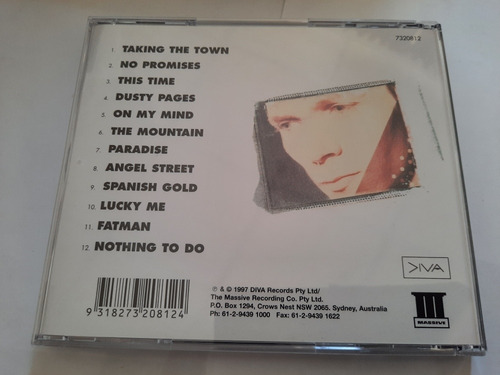 7320812
1. TAKING THE TOWN
2. NO PROMISES
3. THIS TIME
4. DUSTY PAGES
5. ON MY MIND
6. THE MOUNTAIN
7. PARADISE
8. ANGEL STREET
9. SPANISH GOLD
10. LUCKY ME
11. FATMAN
12. NOTHING TO DO
DIVA
℗ & © 1997 DIVA Records Pty Ltd/
The Massive Recording Co. Pty Ltd.
P.O. Box 1294, Crows Nest NSW 2065. Sydney, Australia
Ph: 61-2-9439 1000 Fax: 61-2-9439 1622
MASSIVE
9 318273 208124